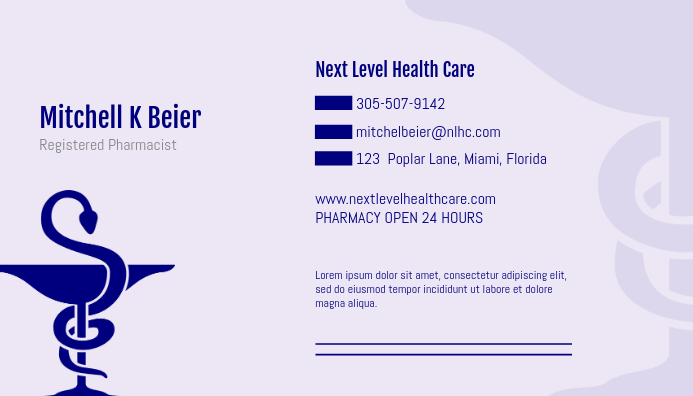 Mitchell K Beier
Registered Pharmacist
Next Level Health Care
305-507-9142
mitchelbeier@nlhc.com
123 Poplar Lane, Miami, Florida
www.nextlevelhealthcare.com
PHARMACY OPEN 24 HOURS
Lorem ipsum dolor sit amet, consectetur adipiscing elit,
sed do eiusmod tempor incididunt ut labore et dolore
magna aliqua.